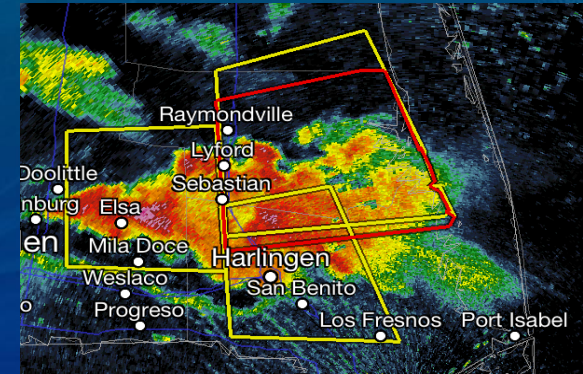 Raymondville
Lyford
Doolittle
Sebastian
nburg
Elsa
en
Mila Doce
Harlingen
Weslaco
San Benito
o
Progreso
Los Fresnos
Port Isabel